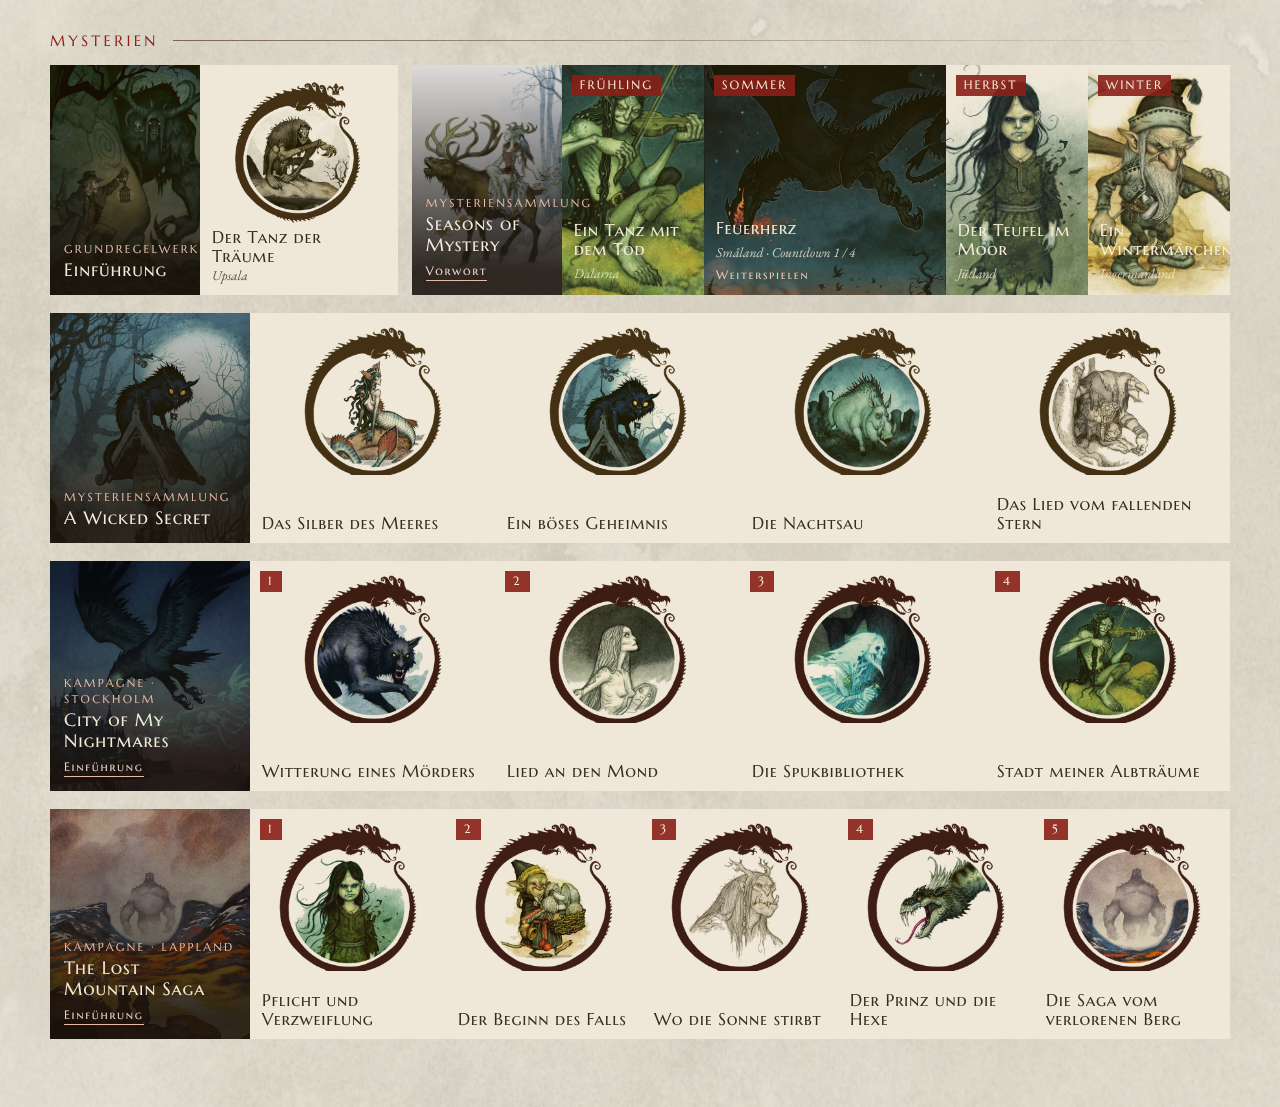 MYSTERIEN
GRUNDREGELWERK
Einführung
Der Tanz der
Träume
Upsala
MYSTERIENSAMMLUNG
Seasons of
Mystery
Vorwort
FRÜHLING
Ein Tanz mit
dem Tod
Dalarna
SOMMER
Feuerherz
Småland · Countdown 1 / 4
Weiterspielen
HERBST
Der Teufel im
Moor
Jütland
WINTER
Ein
Wintermärchen
Ingermanland
MYSTERIENSAMMLUNG
A Wicked Secret
Das Silber des Meeres
Ein böses Geheimnis
Die Nachtsau
Das Lied vom fallenden
Stern
KAMPAGNE ·
STOCKHOLM
City of My
Nightmares
Einführung
1
Witterung eines Mörders
2
Lied an den Mond
3
Die Spukbibliothek
4
Stadt meiner Albträume
KAMPAGNE · LAPPLAND
The Lost
Mountain Saga
Einführung
1
Pflicht und
Verzweiflung
2
Der Beginn des Falls
3
Wo die Sonne stirbt
4
Der Prinz und die
Hexe
5
Die Saga vom
verlorenen Berg